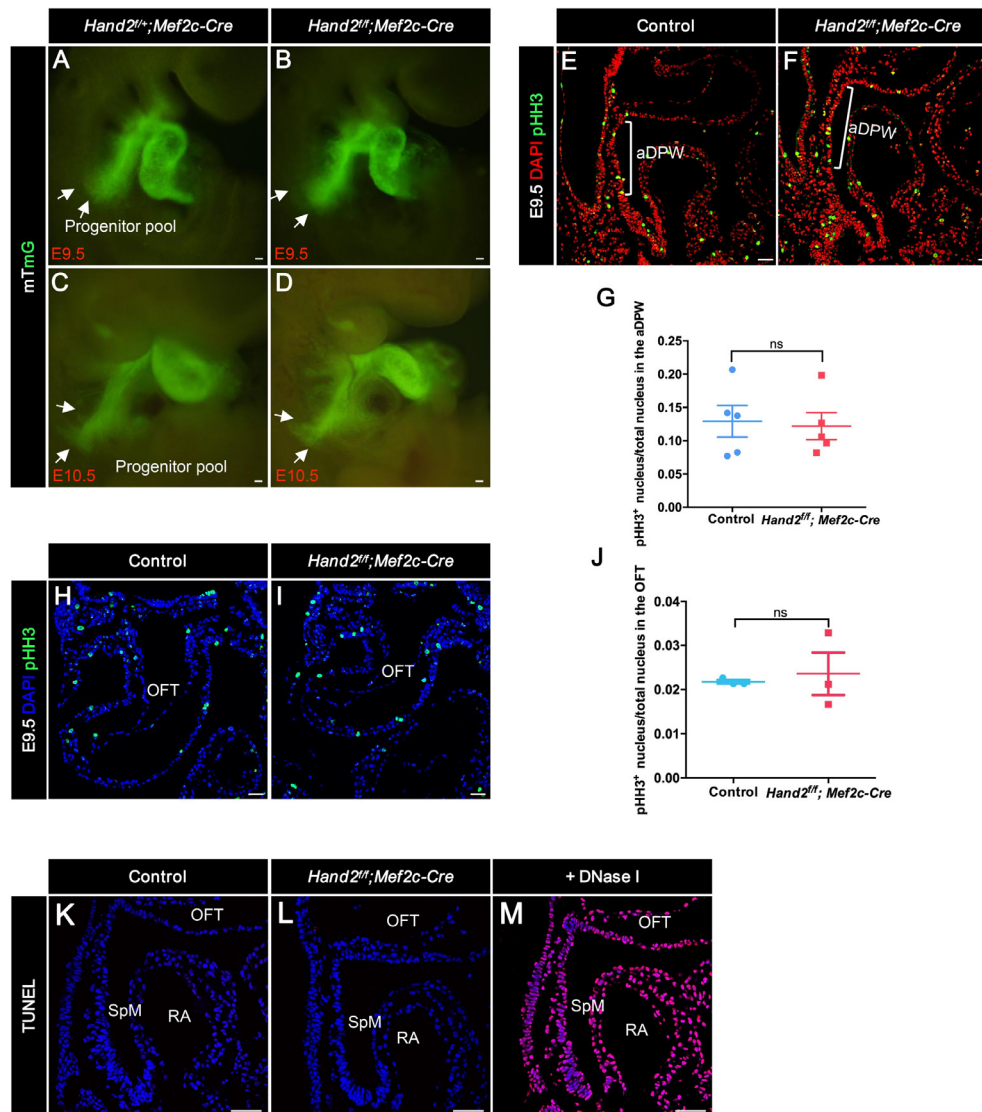 Hand2f/+;Mef2c-Cre
Hand2f/f;Mef2c-Cre
mTmG
A
Progenitor pool
E9.5
B
E9.5
C
Progenitor pool
E10.5
D
E10.5
Control
Hand2f/f;Mef2c-Cre
E9.5 DAPI pHH3
E
aDPW
F
aDPW
G
pHH3+ nucleus/total nucleus in the aDPW
0.25
0.20
0.15
0.10
0.05
0.00
ns
Control
Hand2f/f; Mef2c-Cre
Control
Hand2f/f;Mef2c-Cre
E9.5 DAPI pHH3
H
OFT
I
OFT
J
pHH3+ nucleus/total nucleus in the OFT
0.04
0.03
0.02
0.01
0.00
ns
Control
Hand2f/f; Mef2c-Cre
Control
Hand2f/f;Mef2c-Cre
+ DNase I
TUNEL
K
OFT
SpM
RA
L
OFT
SpM
RA
M
OFT
SpM
RA